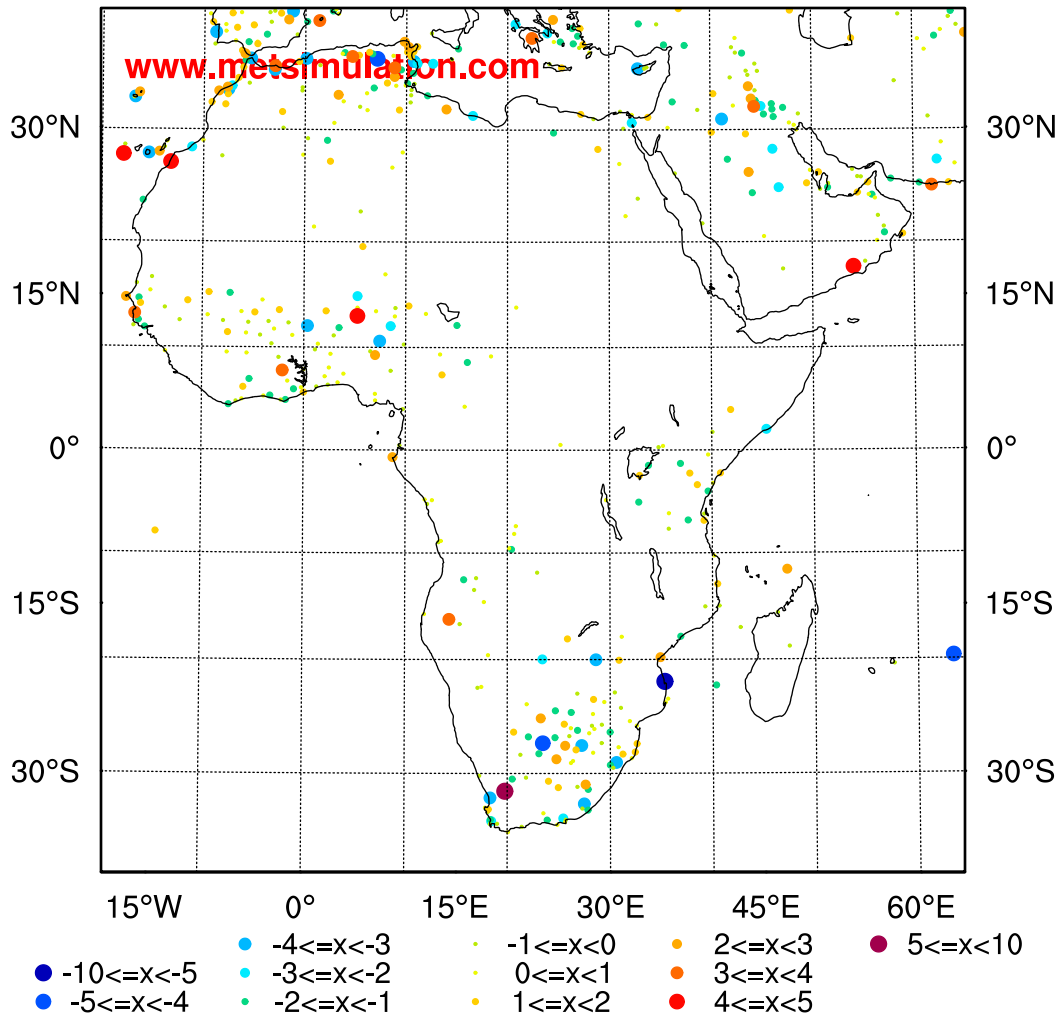 www.metsimulation.com
30°N 30°N
15°N 15°N
0° 0°
15°S 15°S
30°S 30°S
15°W 0° 15°E 30°E 45°E 60°E
-4<=x<-3 -1<=x<0 2<=x<3 5<=x<10
-10<=x<-5 -3<=x<-2 0<=x<1 3<=x<4
-5<=x<-4 -2<=x<-1 1<=x<2 4<=x<5